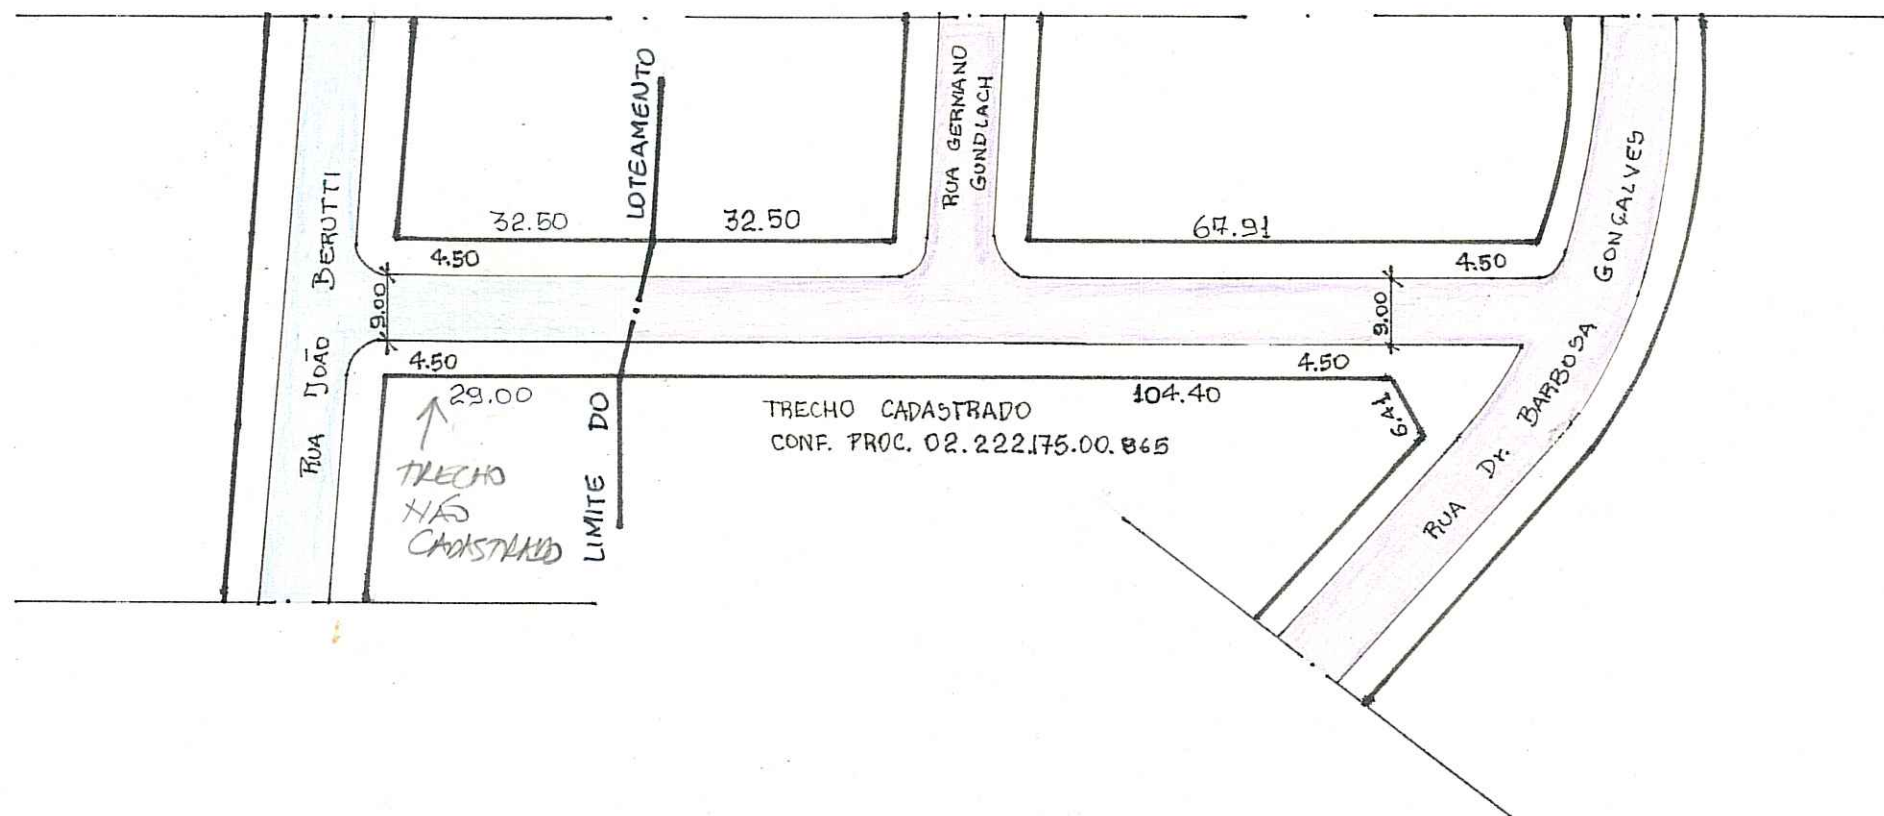 RUA JOÃO BERUTTI
32.50
LOTEAMENTO
32.50
RUA GERMANO
GUNDLACH
67.91
4.50
4.50
9.00
9.00
4.50
4.50
29.00
104.40
6.41
TRECHO CADASTRADO
CONF. PROC. 02.222.175.00.865
TRECHO
NÃO
CADASTRADO
LIMITE DO
RUA Dr. BARBOSA GONÇALVES